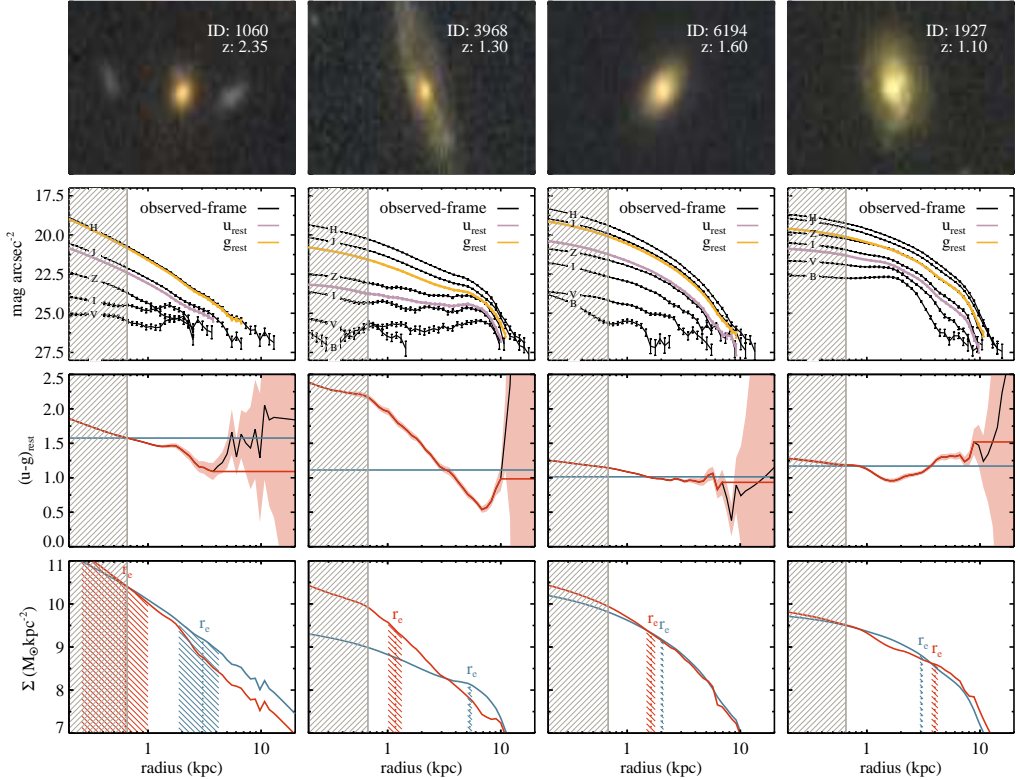 ID: 1060
z: 2.35
ID: 3968
z: 1.30
ID: 6194
z: 1.60
ID: 1927
z: 1.10
mag arcsec⁻²
17.5
20.0
22.5
25.0
27.5
observed-frame
u_rest
g_rest
H
J
Z
I
V
observed-frame
u_rest
g_rest
H
J
Z
I
V
B
observed-frame
u_rest
g_rest
H
J
Z
I
V
B
observed-frame
u_rest
g_rest
H
J
Z
I
V
B
(u-g)_rest
2.5
2.0
1.5
1.0
0.5
0.0
Σ (M_⊙kpc⁻²)
11
10
9
8
7
r_e
r_e
r_e
r_e
r_e
r_e
r_e
r_e
1 10
1 10
1 10
1 10
radius (kpc)
radius (kpc)
radius (kpc)
radius (kpc)